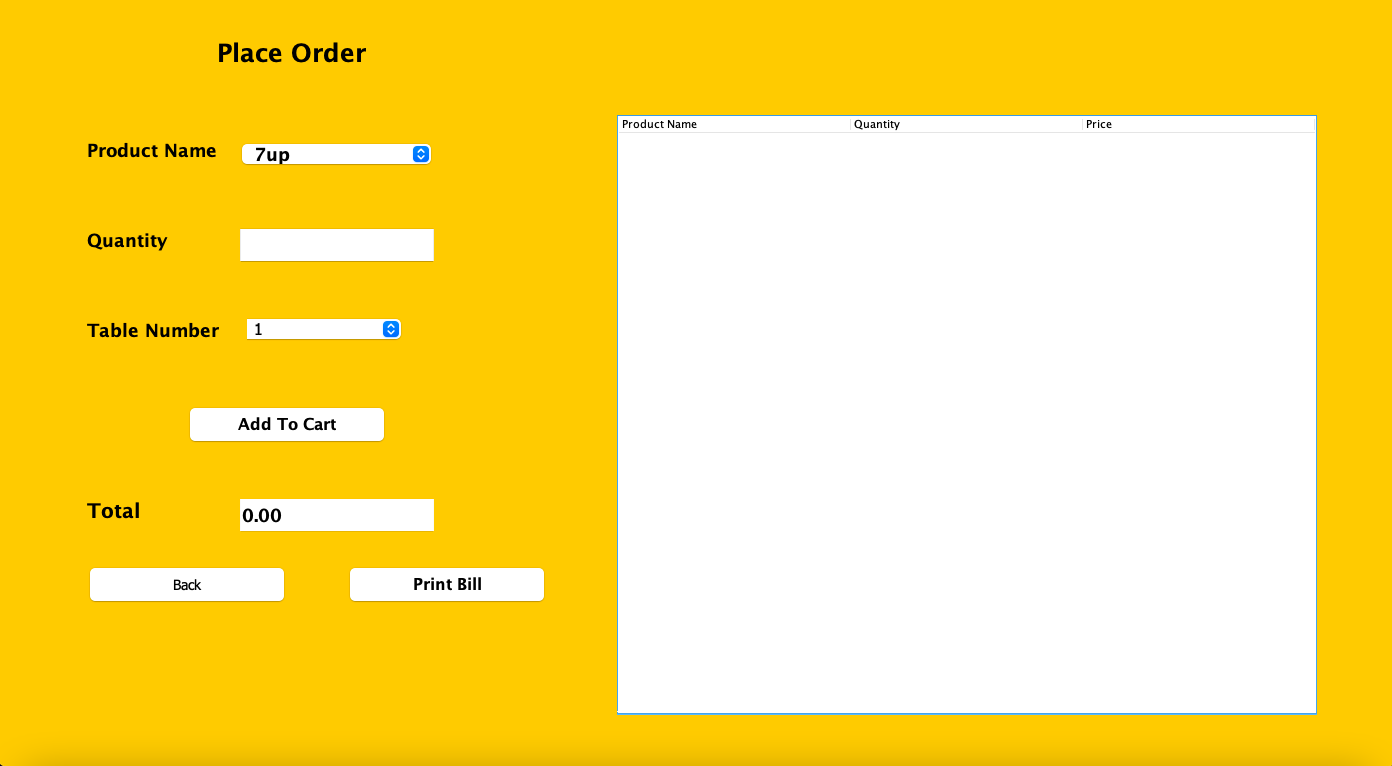 Place Order
Product Name 7up
Quantity
Table Number 1
Add To Cart
Total 0.00
Back Print Bill
Product Name Quantity Price